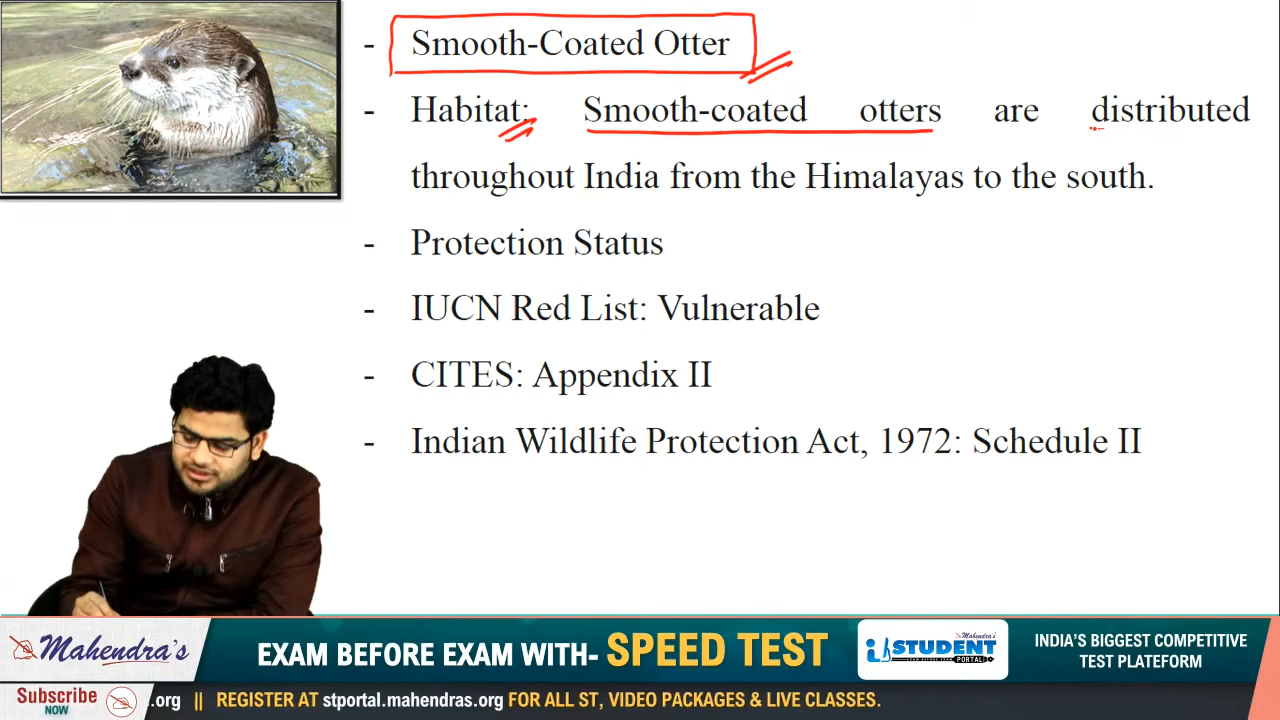 - Smooth-Coated Otter
- Habitat: Smooth-coated otters are distributed
throughout India from the Himalayas to the south.
- Protection Status
- IUCN Red List: Vulnerable
- CITES: Appendix II
- Indian Wildlife Protection Act, 1972: Schedule II
Mahendra's
EXAM BEFORE EXAM WITH- SPEED TEST
Mahendra's
STUDENT
PORTAL
INDIA'S BIGGEST COMPETITIVE
TEST PLATEFORM
Subscribe
NOW
.org || REGISTER AT stportal.mahendras.org FOR ALL ST, VIDEO PACKAGES & LIVE CLASSES.